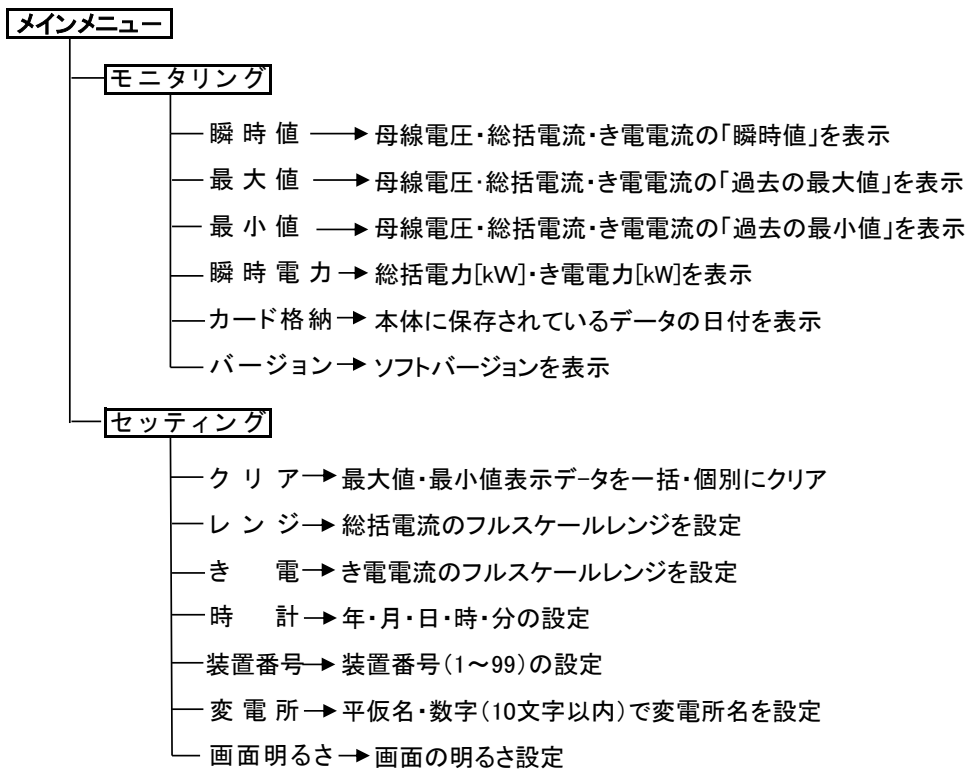 メインメニュー
モニタリング
瞬時値 母線電圧・総括電流・き電電流の「瞬時値」を表示
最大値 母線電圧・総括電流・き電電流の「過去の最大値」を表示
最小値 母線電圧・総括電流・き電電流の「過去の最小値」を表示
瞬時電力 総括電力[kW]・き電電力[kW]を表示
カード格納 本体に保存されているデータの日付を表示
バージョン ソフトバージョンを表示
セッティング
クリア 最大値・最小値表示デ-タを一括・個別にクリア
レンジ 総括電流のフルスケールレンジを設定
き電 き電電流のフルスケールレンジを設定
時計 年・月・日・時・分の設定
装置番号 装置番号(1～99)の設定
変電所 平仮名・数字(10文字以内)で変電所名を設定
画面明るさ 画面の明るさ設定